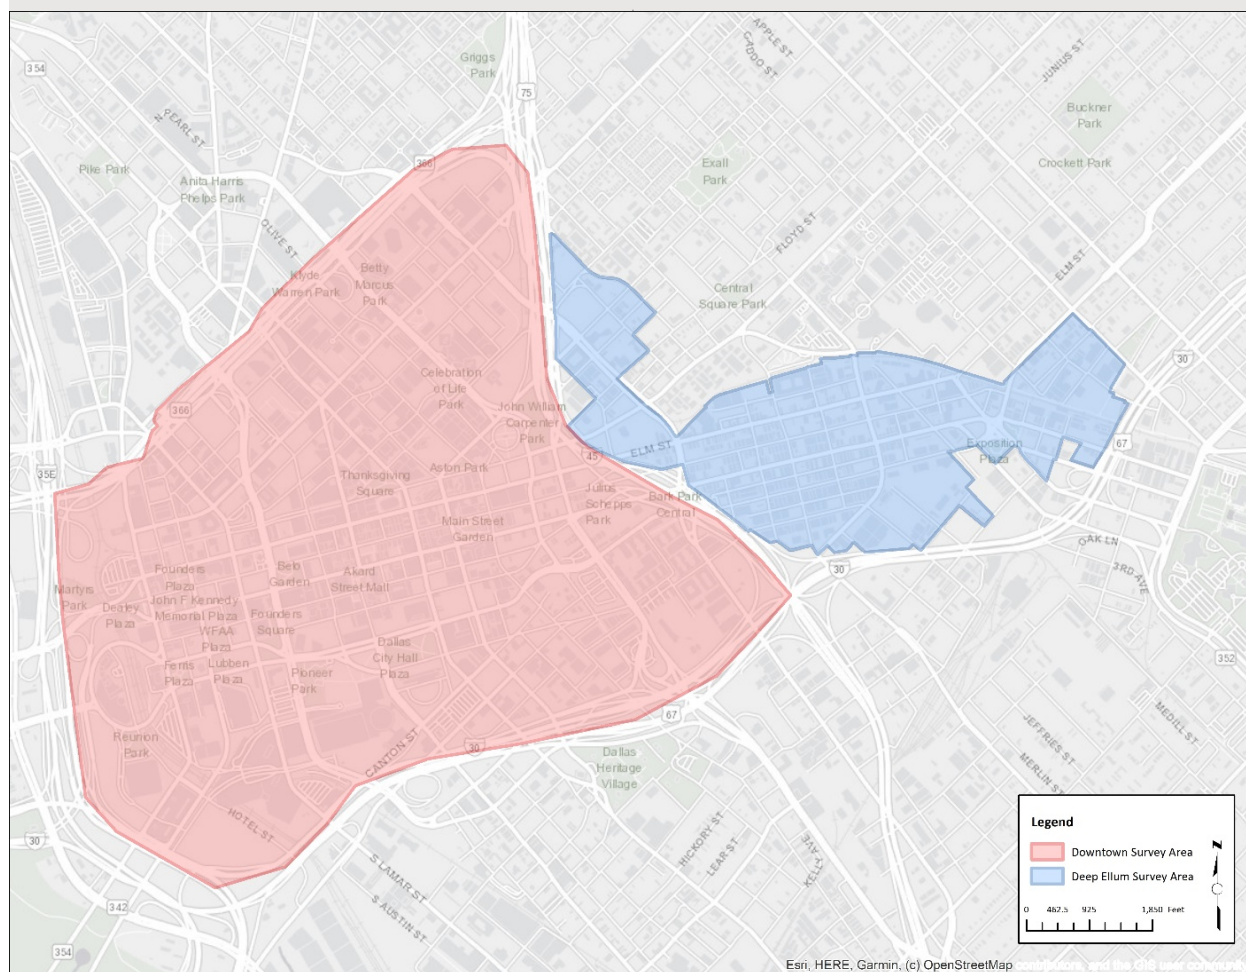 APPLE ST
CADDO ST
JUNIUS ST
Griggs
Park
354
75
Buckner
Park
N PEARL ST
Pike Park
366
Exall
Park
Crockett Park
Anita Harris
Phelps Park
OLIVE ST
FLOYD ST
ELM ST
Klyde
Warren Park
Betty
Marcus
Park
Central
Square Park
30
Celebration
of Life
Park
366
John William
Carpenter
Park
67
35E
ELM ST
45
Exposition
Plaza
Thanksgiving
Square
Aston Park
Julius
Schepps
Park
Bark Park
Central
Main Street
Garden
OAK LN
30
3RD AVE
Founders
Plaza
Belo
Garden
Akard
Street Mall
Martyrs
Park
Dealey
Plaza
John F Kennedy
Memorial Plaza
Founders
Square
WFAA
Plaza
Dallas
City Hall
Plaza
352
Ferris
Plaza
Lubben
Plaza
Pioneer
Park
67
MEDILL ST
Reunion
Park
CANTON ST
30
JEFFRIES ST
MERLIN ST
Dallas
Heritage
Village
HOTEL ST
30
HICKORY ST
LEAR ST
KELLY AVE
S LAMAR ST
S AUSTIN ST
342
354
Legend
Downtown Survey Area
Deep Ellum Survey Area
N
0 462.5 925 1,850 Feet
Esri, HERE, Garmin, (c) OpenStreetMap contributors, and the GIS user community